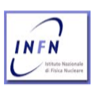 INFN
Istituto Nazionale
di Fisica Nucleare